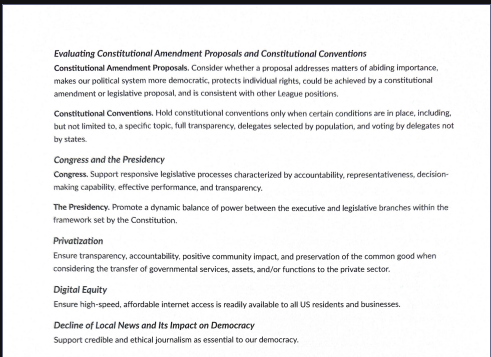 Evaluating Constitutional Amendment Proposals and Constitutional Conventions
Constitutional Amendment Proposals. Consider whether a proposal addresses matters of abiding importance,
makes our political system more democratic, protects individual rights, could be achieved by a constitutional
amendment or legislative proposal, and is consistent with other League positions.
Constitutional Conventions. Hold constitutional conventions only when certain conditions are in place, including,
but not limited to, a specific topic, full transparency, delegates selected by population, and voting by delegates not
by states.
Congress and the Presidency
Congress. Support responsive legislative processes characterized by accountability, representativeness, decision-
making capability, effective performance, and transparency.
The Presidency. Promote a dynamic balance of power between the executive and legislative branches within the
framework set by the Constitution.
Privatization
Ensure transparency, accountability, positive community impact, and preservation of the common good when
considering the transfer of governmental services, assets, and/or functions to the private sector.
Digital Equity
Ensure high-speed, affordable internet access is readily available to all US residents and businesses.
Decline of Local News and Its Impact on Democracy
Support credible and ethical journalism as essential to our democracy.